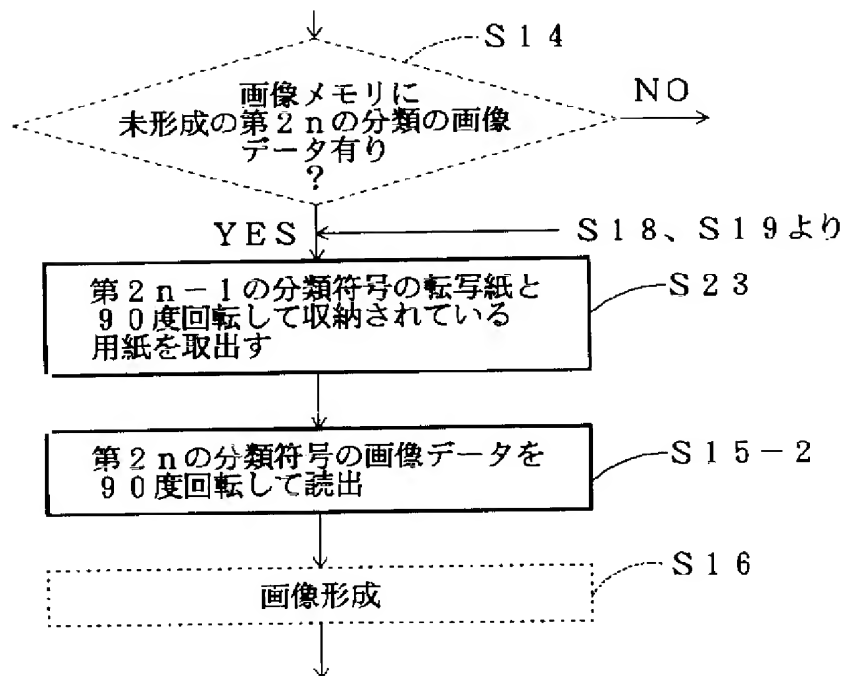 S14
画像メモリに
未形成の第2nの分類の画像
データ有り
?
NO
YES
S18、S19より
第2n-1の分類符号の転写紙と
90度回転して収納されている
用紙を取出す
S23
第2nの分類符号の画像データを
90度回転して読出
S15-2
画像形成
S16